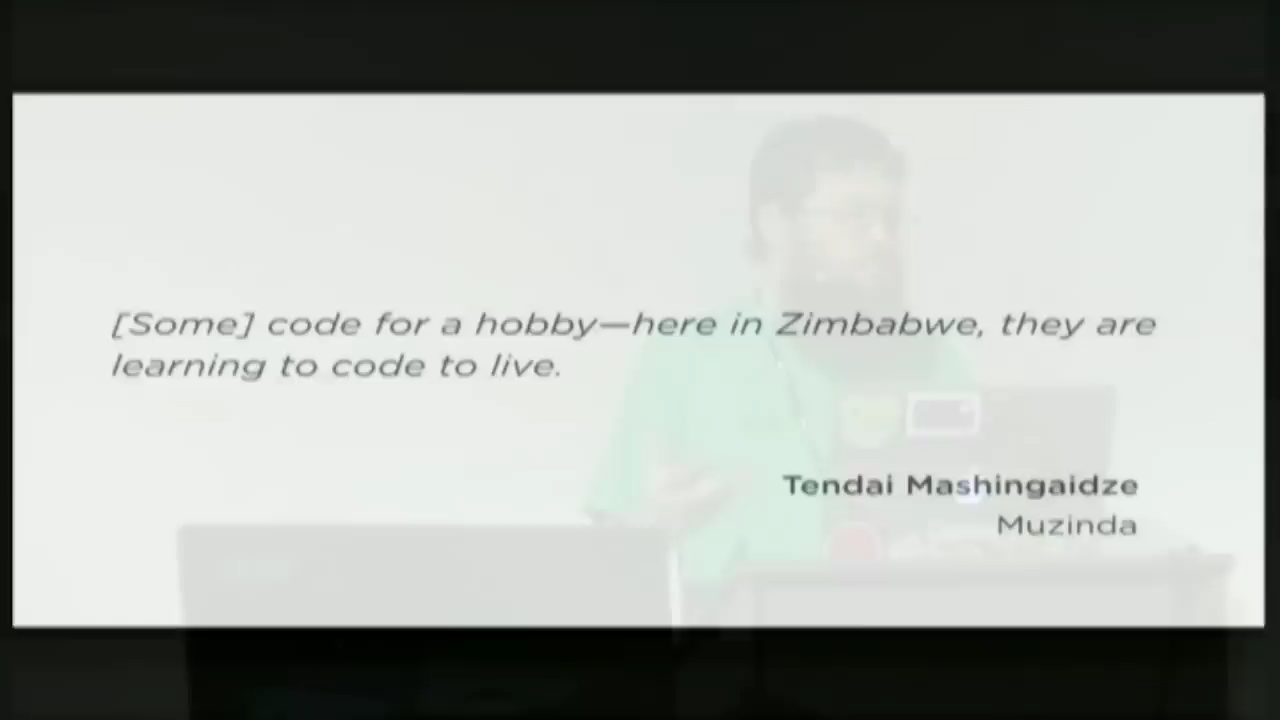 [Some] code for a hobby—here in Zimbabwe, they are
learning to code to live.
Tendai Mashingaidze
Muzinda